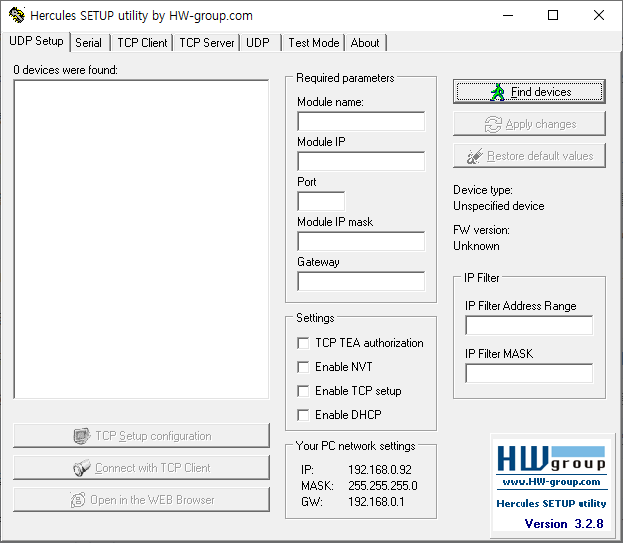 Hercules SETUP utility by HW-group.com
UDP Setup
Serial
TCP Client
TCP Server
UDP
Test Mode
About
0 devices were found:
TCP Setup configuration
Connect with TCP Client
Open in the WEB Browser
Required parameters
Module name:
Module IP
Port
Module IP mask
Gateway
Settings
TCP TEA authorization
Enable NVT
Enable TCP setup
Enable DHCP
Your PC network settings
IP: 192.168.0.92
MASK: 255.255.255.0
GW: 192.168.0.1
Find devices
Apply changes
Restore default values
Device type:
Unspecified device
FW version:
Unknown
IP Filter
IP Filter Address Range
IP Filter MASK
HWgroup
www.HW-group.com
Hercules SETUP utility
Version 3.2.8